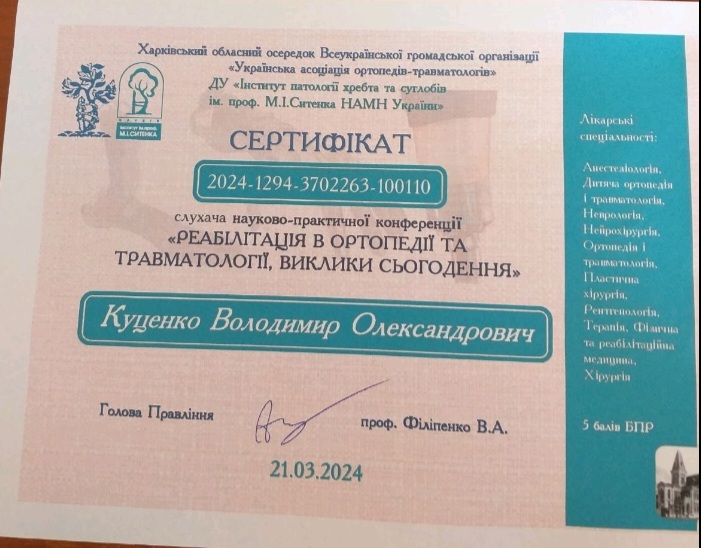 Харківський обласний осередок Всеукраїнської громадської організації
«Українська асоціація ортопедів-травматологів»
ДУ «Інститут патології хребта та суглобів
ім. проф. М.І.Ситенка НАМН України»
М.І.СИТЕНКА
СЕРТИФІКАТ
2024-1294-3702263-100110
слухача науково-практичної конференції
«РЕАБІЛІТАЦІЯ В ОРТОПЕДІЇ ТА
ТРАВМАТОЛОГІЇ, ВИКЛИКИ СЬОГОДЕННЯ»
Куценко Володимир Олександрович
Голова Правління
проф. Філіпенко В.А.
21.03.2024
Лікарські
спеціальності:
Анестезіологія,
Дитяча ортопедія
і травматологія,
Неврологія,
Нейрохірургія,
Ортопедія і
травматологія,
Пластична
хірургія,
Рентгенологія,
Терапія, Фізична
та реабілітаційна
медицина,
Хірургія
5 балів БПР